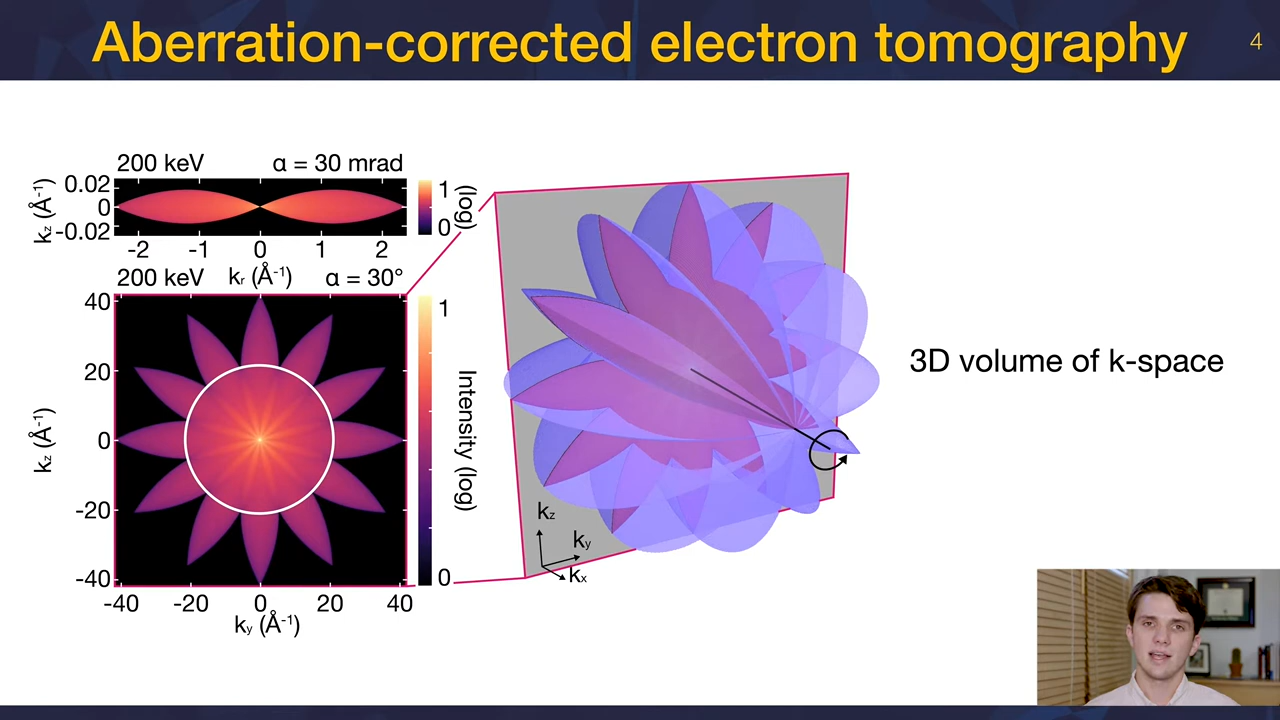 Aberration-corrected electron tomography
4
200 keV
α = 30 mrad
0.02
0
-0.02
kz (Å⁻¹)
-2 -1 0 1 2
kr (Å⁻¹)
1
0
(log)
200 keV
α = 30°
40
20
0
-20
-40
kz (Å⁻¹)
-40 -20 0 20 40
ky (Å⁻¹)
1
0
Intensity (log)
kz
ky
kx
3D volume of k-space